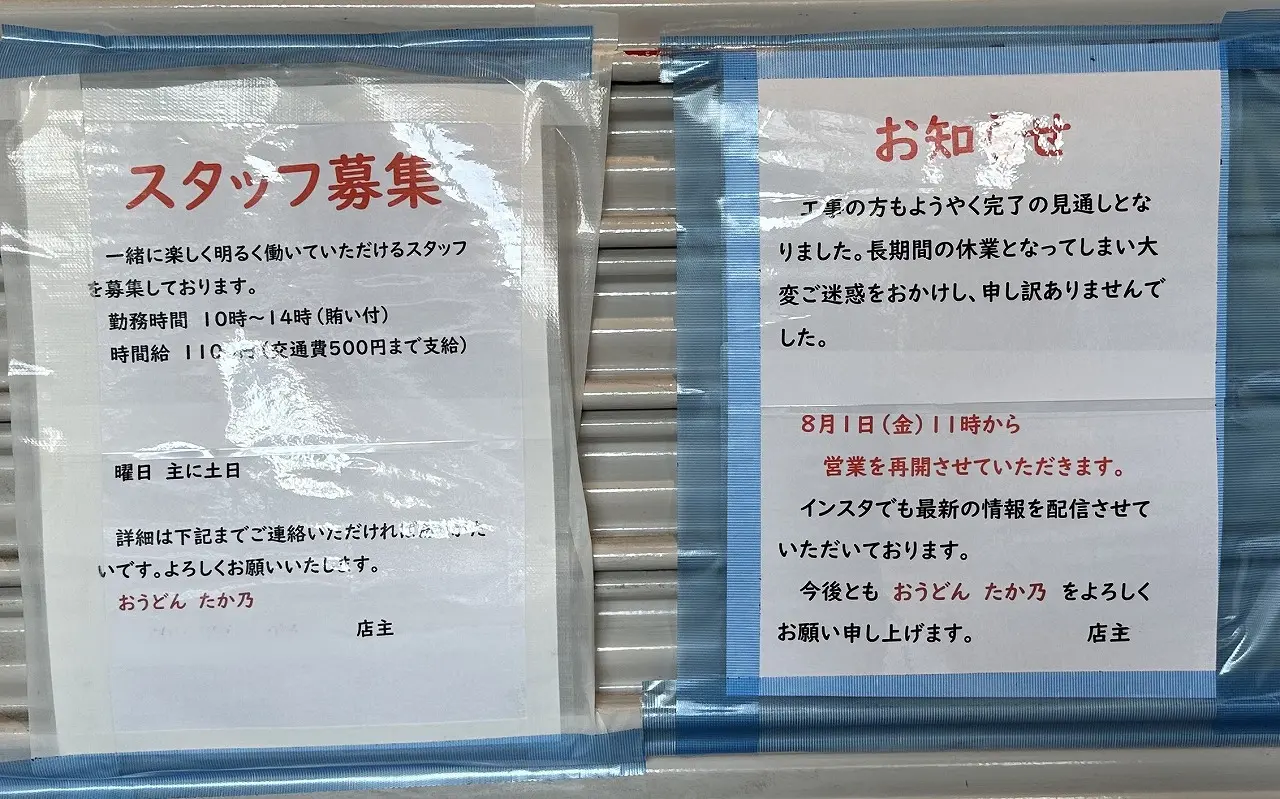 スタッフ募集
一緒に楽しく明るく働いていただけるスタッフ
を募集しております。
勤務時間 10時～14時(賄い付)
時間給 110 円(交通費500円まで支給)
曜日 主に土日
詳細は下記までご連絡いただければありがた
いです。よろしくお願いいたします。
おうどん たか乃
店主
お知らせ
工事の方もようやく完了の見通しとな
りました。長期間の休業となってしまい大
変ご迷惑をおかけし、申し訳ありませんで
した。
8月1日(金)11時から
営業を再開させていただきます。
インスタでも最新の情報を配信させて
いただいております。
今後とも おうどん たか乃 をよろしく
お願い申し上げます。 店主